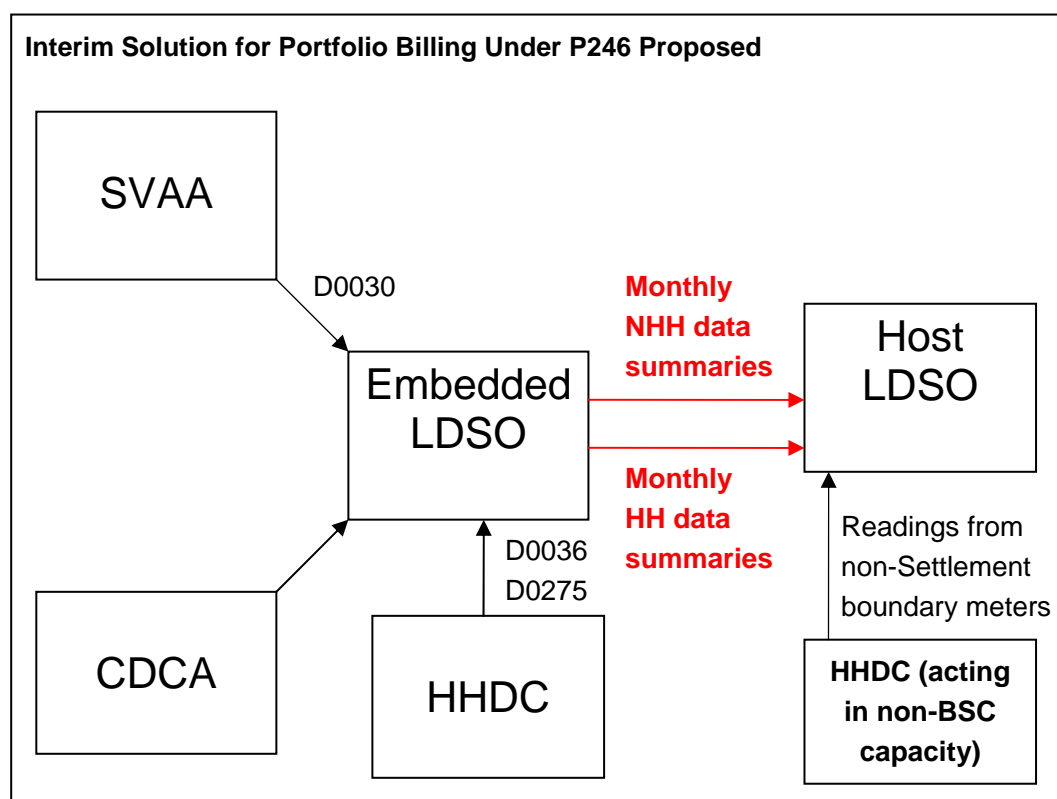 Interim Solution for Portfolio Billing Under P246 Proposed
SVAA
D0030
Monthly
NHH data
summaries
Host
LDSO
Embedded
LDSO
Monthly
HH data
summaries
Readings from
non-Settlement
boundary meters
D0036
D0275
CDCA
HHDC
HHDC (acting
in non-BSC
capacity)